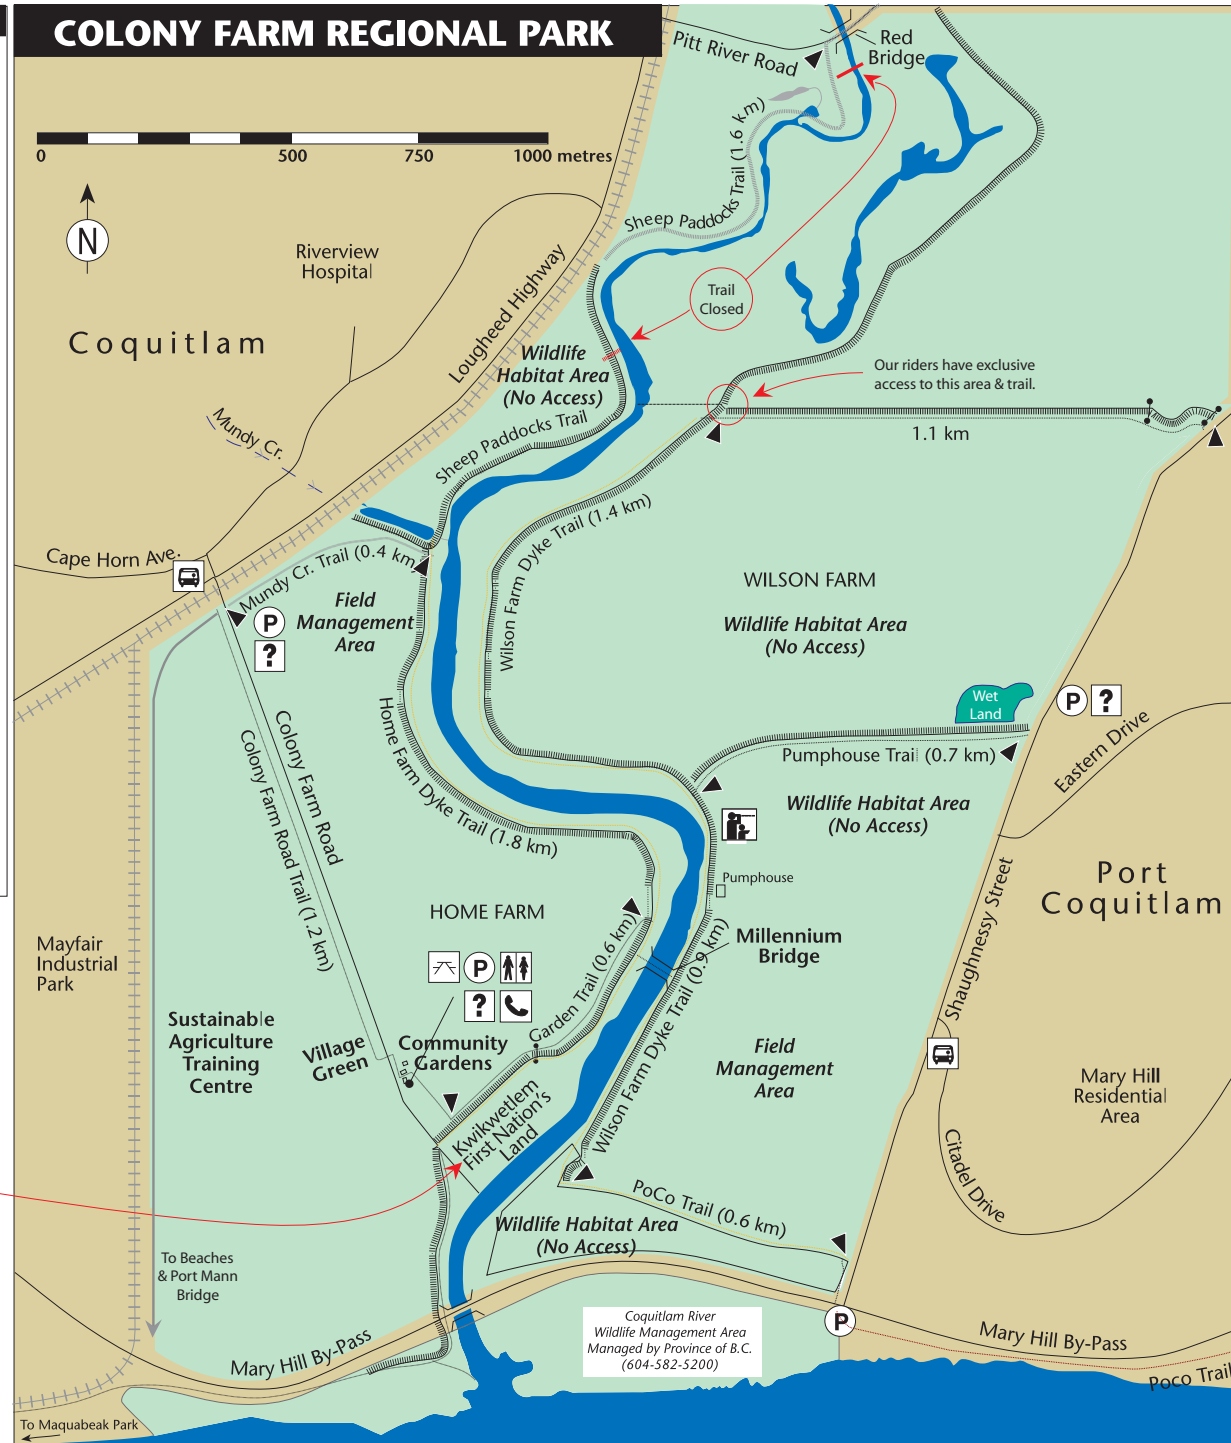 COLONY FARM REGIONAL PARK
Pitt River Road
Red
Bridge
0 500 750 1000 metres
N
Sheep Paddocks Trail (1.6 km)
Riverview
Hospital
Lougheed Highway
Trail
Closed
Coquitlam
Wildlife
Habitat Area
(No Access)
Our riders have exclusive
access to this area & trail.
Mundy Cr.
Sheep Paddocks Trail
1.1 km
Cape Horn Ave.
Mundy Cr. Trail (0.4 km
Wilson Farm Dyke Trail (1.4 km)
WILSON FARM
Wildlife Habitat Area
(No Access)
Field
Management
Area
P
?
Wet
Land
P
?
Pumphouse Trail (0.7 km)
Eastern Drive
Colony Farm Road
Colony Farm Road Trail (1.2 km)
Home Farm Dyke Trail (1.8 km)
Wildlife Habitat Area
(No Access)
Pumphouse
Port
Coquitlam
Shaughnessy Street
HOME FARM
Mayfair
Industrial
Park
P
?
Garden Trail (0.6 km)
Millennium
Bridge
Wilson Farm Dyke Trail (0.9 km)
Sustainable
Agriculture
Training
Centre
Village
Green
Community
Gardens
Field
Management
Area
Mary Hill
Residential
Area
Kwikwetlem
First Nation's
Land
Citadel Drive
PoCo Trail (0.6 km)
Wildlife Habitat Area
(No Access)
To Beaches
& Port Mann
Bridge
Coquitlam River
Wildlife Management Area
Managed by Province of B.C.
(604-582-5200)
P
Mary Hill By-Pass
Mary Hill By-Pass
Poco Trail
To Maquabeak Park